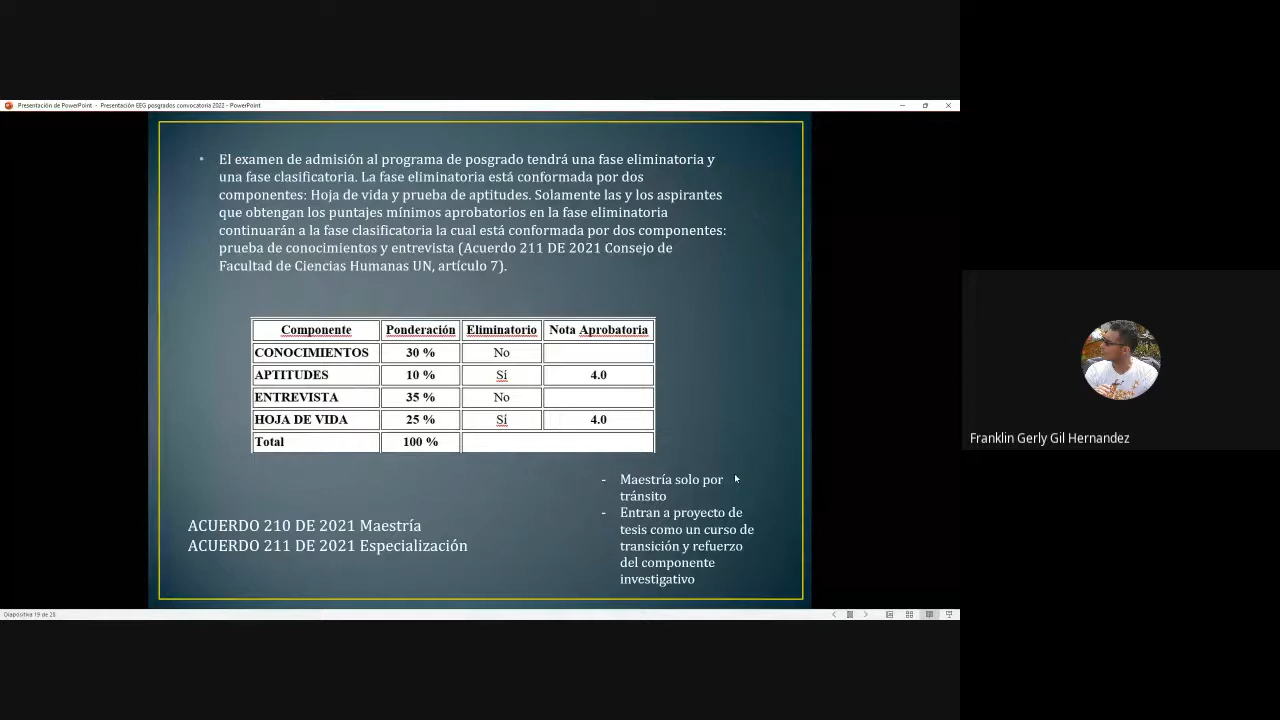 Presentación de PowerPoint - Presentación EEG posgrados convocatoria 2022 - PowerPoint
• El examen de admisión al programa de posgrado tendrá una fase eliminatoria y
una fase clasificatoria. La fase eliminatoria está conformada por dos
componentes: Hoja de vida y prueba de aptitudes. Solamente las y los aspirantes
que obtengan los puntajes mínimos aprobatorios en la fase eliminatoria
continuarán a la fase clasificatoria la cual está conformada por dos componentes:
prueba de conocimientos y entrevista (Acuerdo 211 DE 2021 Consejo de
Facultad de Ciencias Humanas UN, artículo 7).
Componente Ponderación Eliminatorio Nota Aprobatoria
CONOCIMIENTOS 30 % No
APTITUDES 10 % Sí 4.0
ENTREVISTA 35 % No
HOJA DE VIDA 25 % Sí 4.0
Total 100 %
- Maestría solo por
tránsito
- Entran a proyecto de
tesis como un curso de
transición y refuerzo
del componente
investigativo
ACUERDO 210 DE 2021 Maestría
ACUERDO 211 DE 2021 Especialización
Franklin Gerly Gil Hernandez
Diapositiva 19 de 28